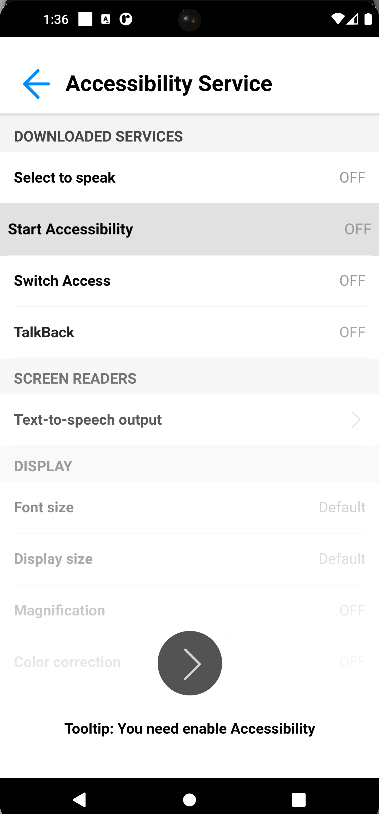 1:36
Accessibility Service
DOWNLOADED SERVICES
Select to speak OFF
Start Accessibility OFF
Switch Access OFF
TalkBack OFF
SCREEN READERS
Text-to-speech output
DISPLAY
Font size Default
Display size Default
Magnification OFF
Color correction OFF
Tooltip: You need enable Accessibility